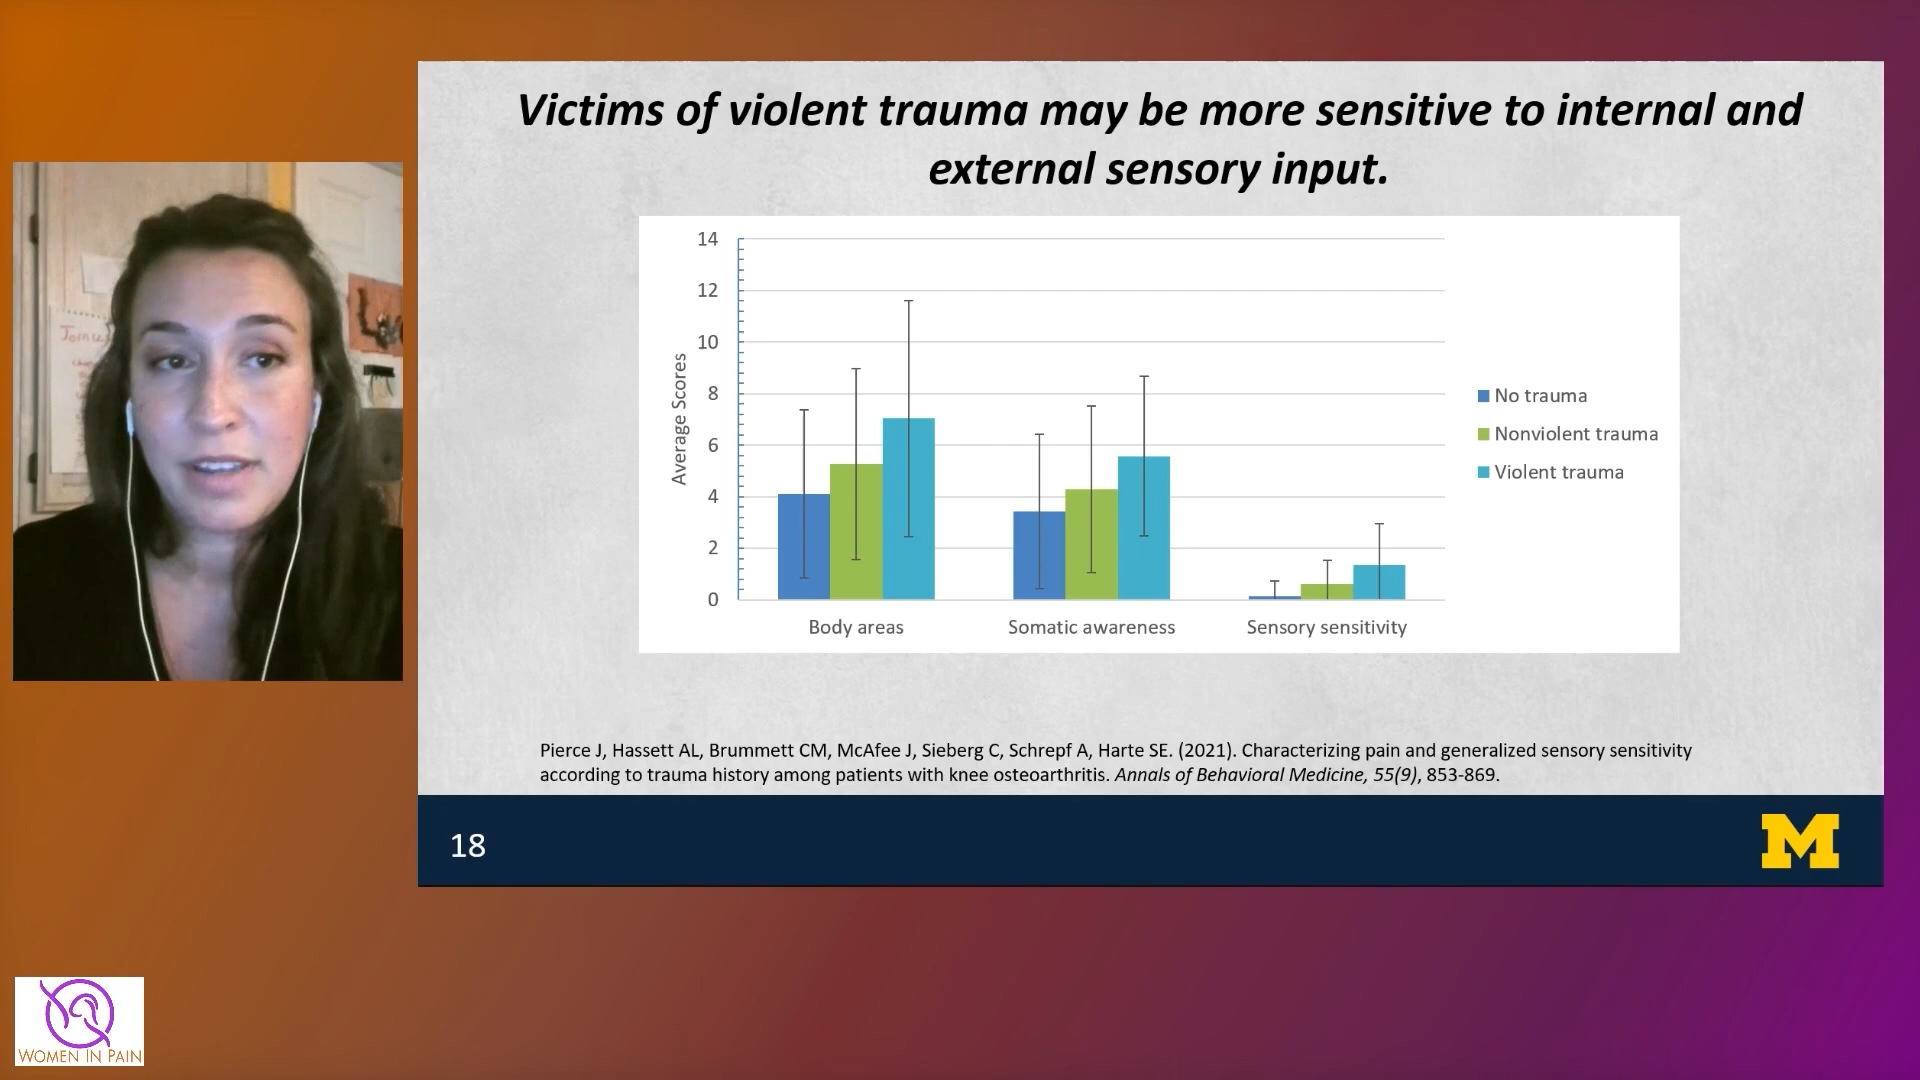 Victims of violent trauma may be more sensitive to internal and
external sensory input.
14
12
10
8
6
4
2
0
Average Scores
Body areas
Somatic awareness
Sensory sensitivity
No trauma
Nonviolent trauma
Violent trauma
Pierce J, Hassett AL, Brummett CM, McAfee J, Sieberg C, Schrepf A, Harte SE. (2021). Characterizing pain and generalized sensory sensitivity
according to trauma history among patients with knee osteoarthritis. Annals of Behavioral Medicine, 55(9), 853-869.
18
M
WOMEN IN PAIN